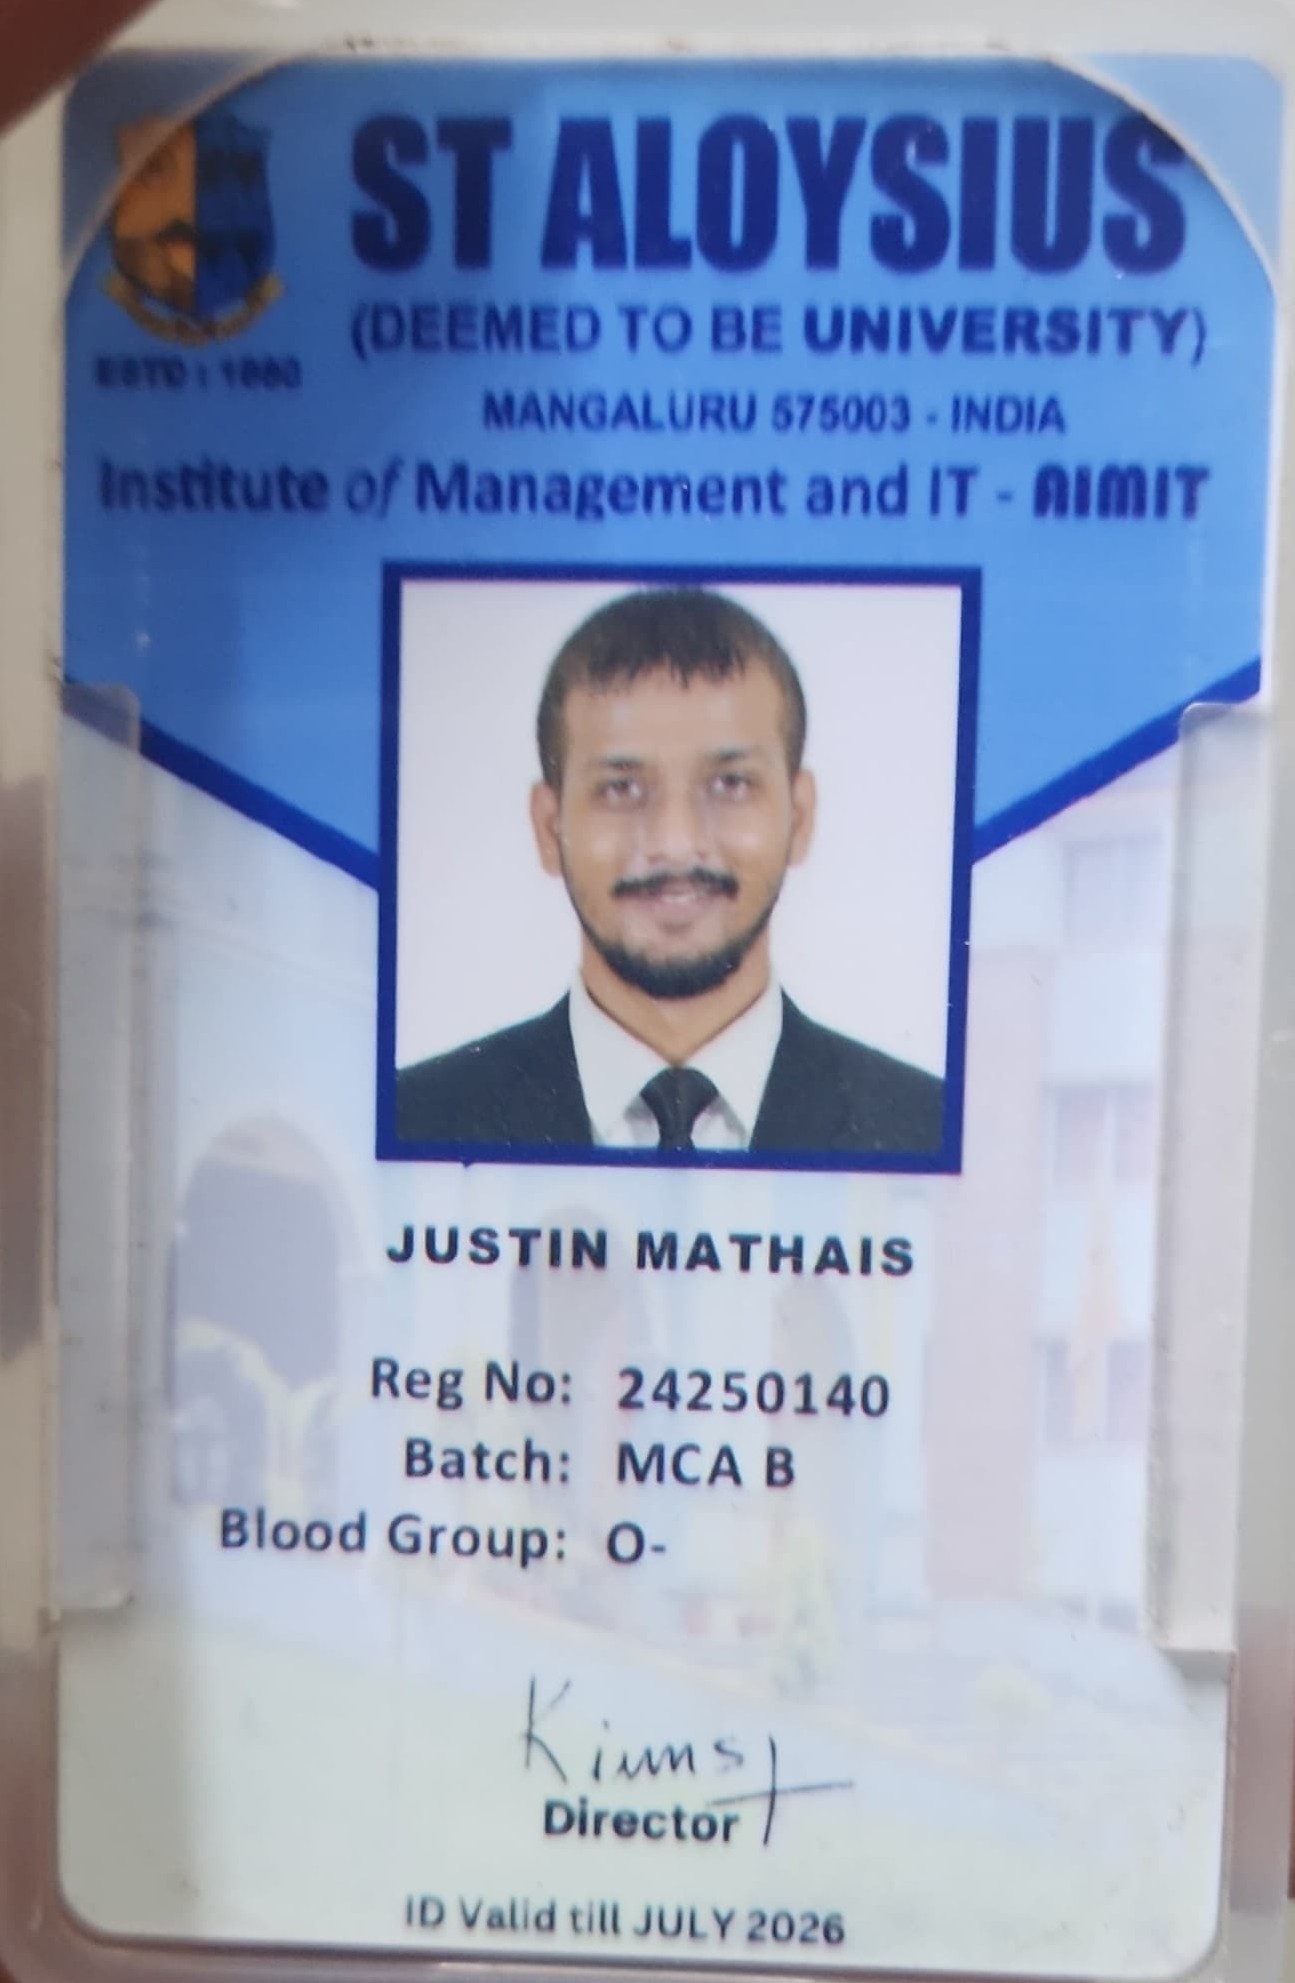 ST ALOYSIUS
(DEEMED TO BE UNIVERSITY)
ESTD : 1880
MANGALURU 575003 - INDIA
Institute of Management and IT - AIMIT
JUSTIN MATHAIS
Reg No: 24250140
Batch: MCA B
Blood Group: O-
Director
ID Valid till JULY 2026